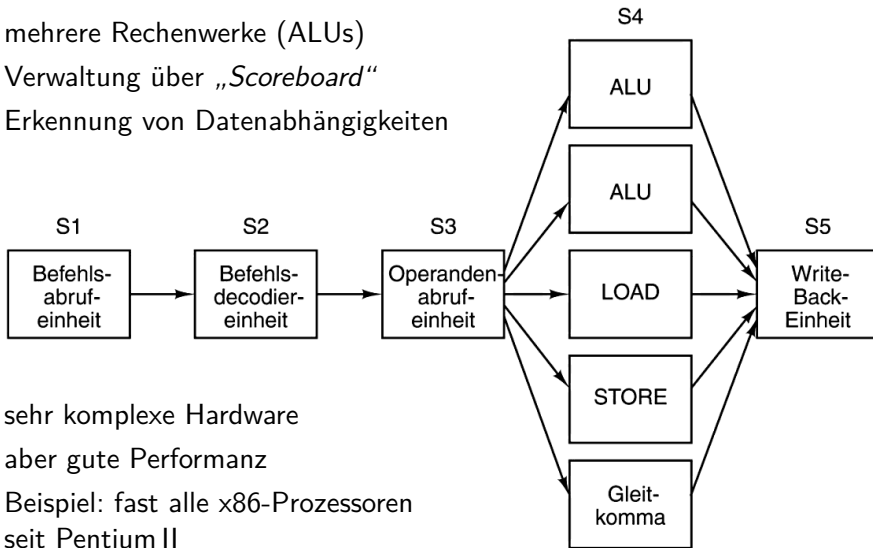 mehrere Rechenwerke (ALUs)
Verwaltung über „Scoreboard“
Erkennung von Datenabhängigkeiten
S1
Befehls-
abruf-
einheit
S2
Befehls-
decodier-
einheit
S3
Operanden-
abruf-
einheit
S4
ALU
ALU
LOAD
STORE
Gleit-
komma
S5
Write-
Back-
Einheit
sehr komplexe Hardware
aber gute Performanz
Beispiel: fast alle x86-Prozessoren
seit Pentium II